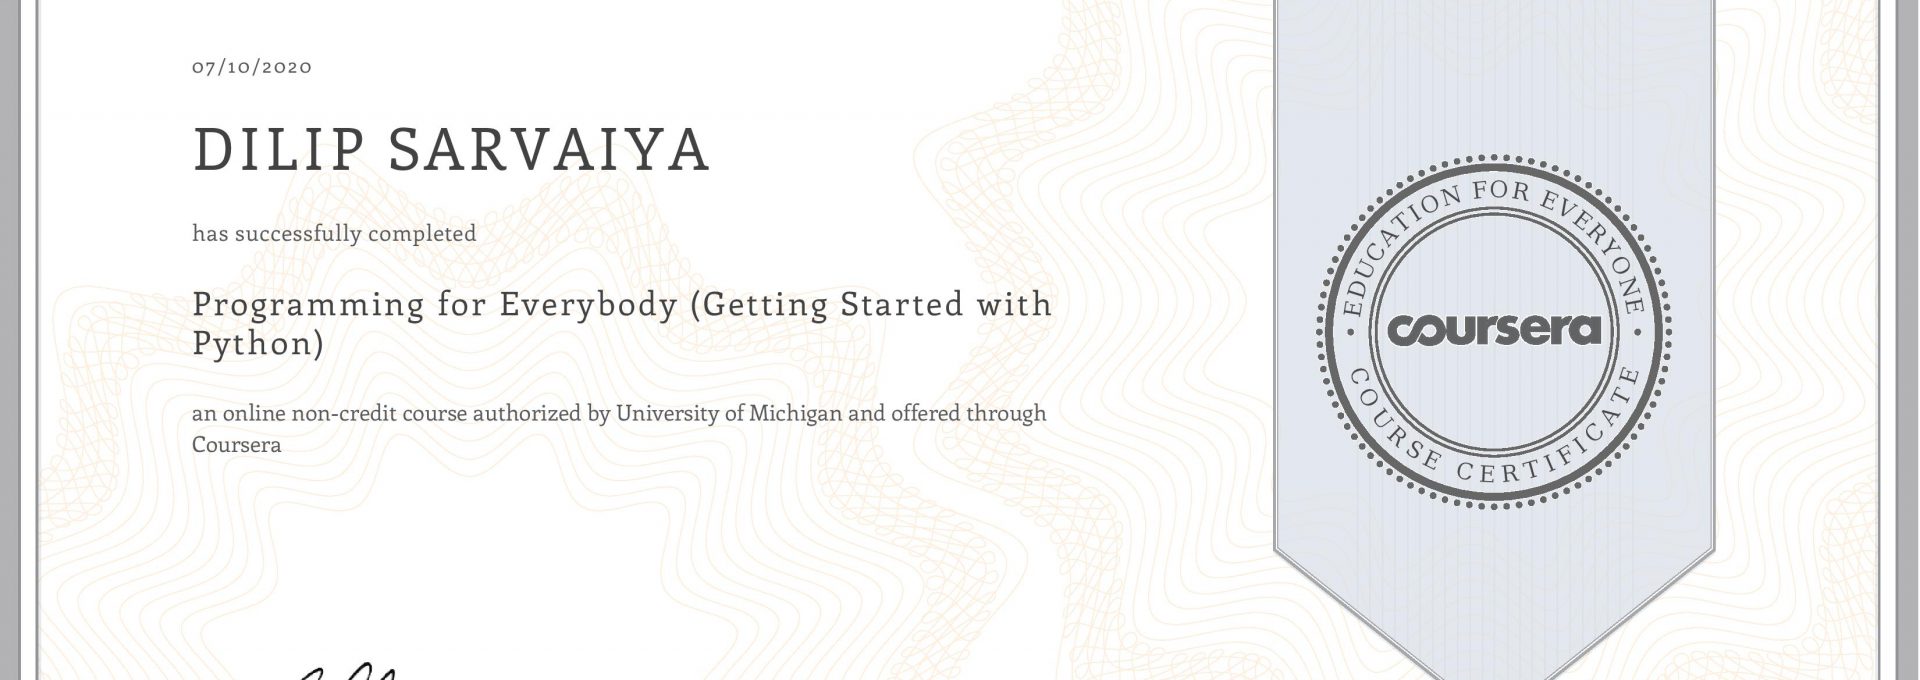 07/10/2020
DILIP SARVAIYA
has successfully completed
Programming for Everybody (Getting Started with
Python)
an online non-credit course authorized by University of Michigan and offered through
Coursera
EDUCATION FOR EVERYONE
coursera
COURSE CERTIFICATE